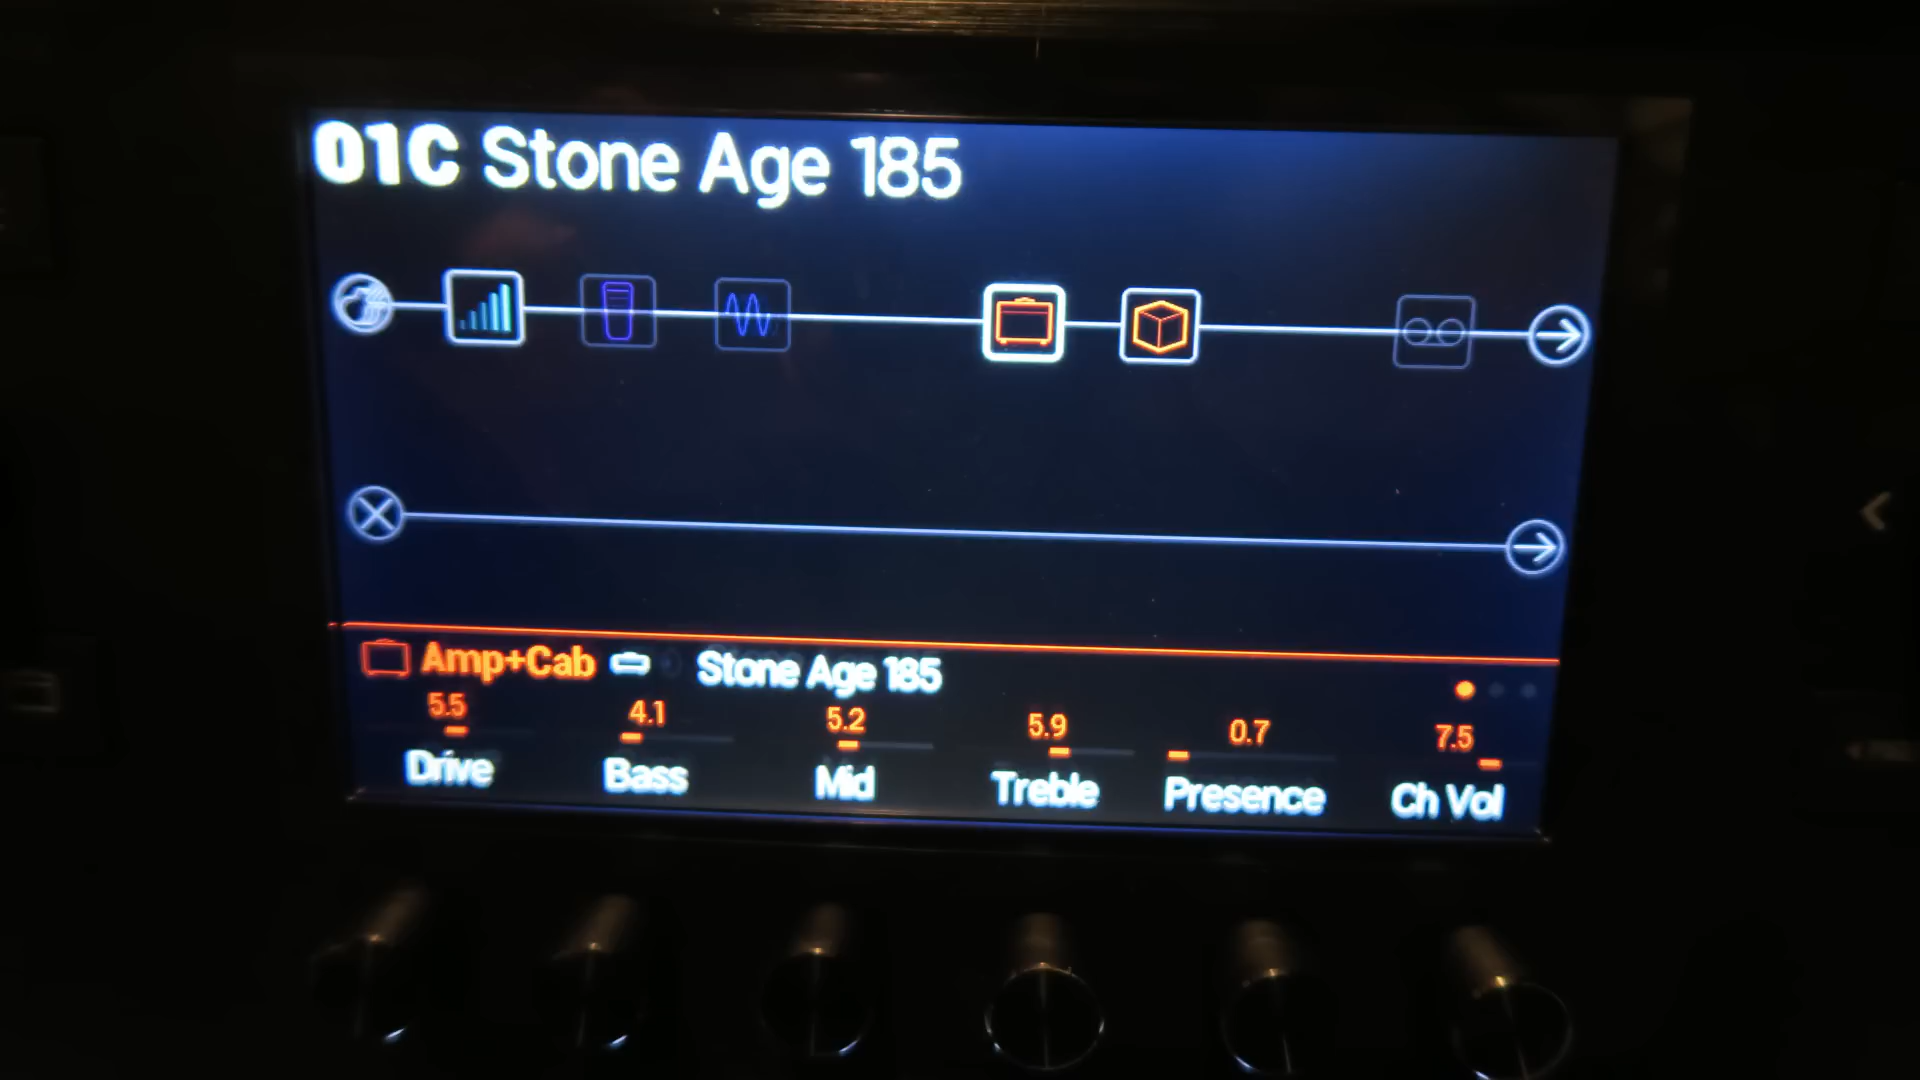 01C Stone Age 185
Amp+Cab Stone Age 185
5.5 4.1 5.2 5.9 0.7 7.5
Drive Bass Mid Treble Presence Ch Vol